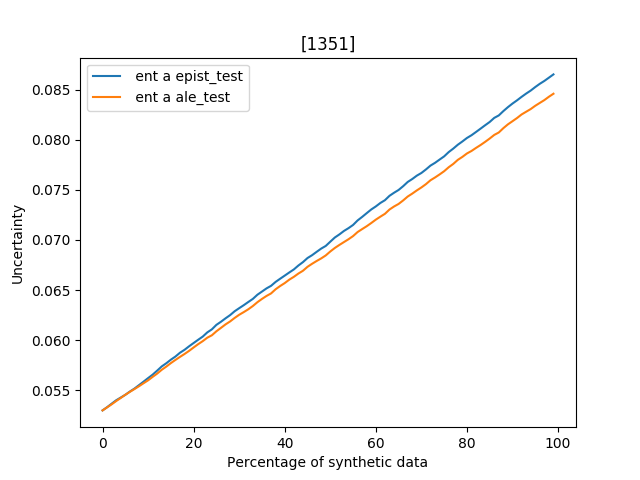 [1351]
ent a epist_test
ent a ale_test
0.085
0.080
0.075
0.070
0.065
0.060
0.055
Uncertainty
0 20 40 60 80 100
Percentage of synthetic data